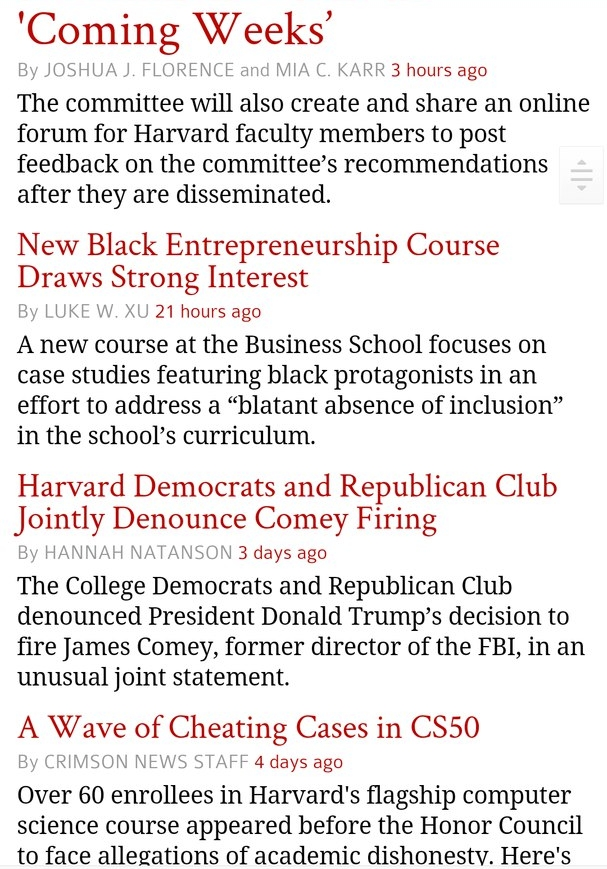 'Coming Weeks’
By JOSHUA J. FLORENCE and MIA C. KARR 3 hours ago
The committee will also create and share an online
forum for Harvard faculty members to post
feedback on the committee’s recommendations
after they are disseminated.
New Black Entrepreneurship Course
Draws Strong Interest
By LUKE W. XU 21 hours ago
A new course at the Business School focuses on
case studies featuring black protagonists in an
effort to address a “blatant absence of inclusion”
in the school’s curriculum.
Harvard Democrats and Republican Club
Jointly Denounce Comey Firing
By HANNAH NATANSON 3 days ago
The College Democrats and Republican Club
denounced President Donald Trump’s decision to
fire James Comey, former director of the FBI, in an
unusual joint statement.
A Wave of Cheating Cases in CS50
By CRIMSON NEWS STAFF 4 days ago
Over 60 enrollees in Harvard's flagship computer
science course appeared before the Honor Council
to face allegations of academic dishonesty. Here's